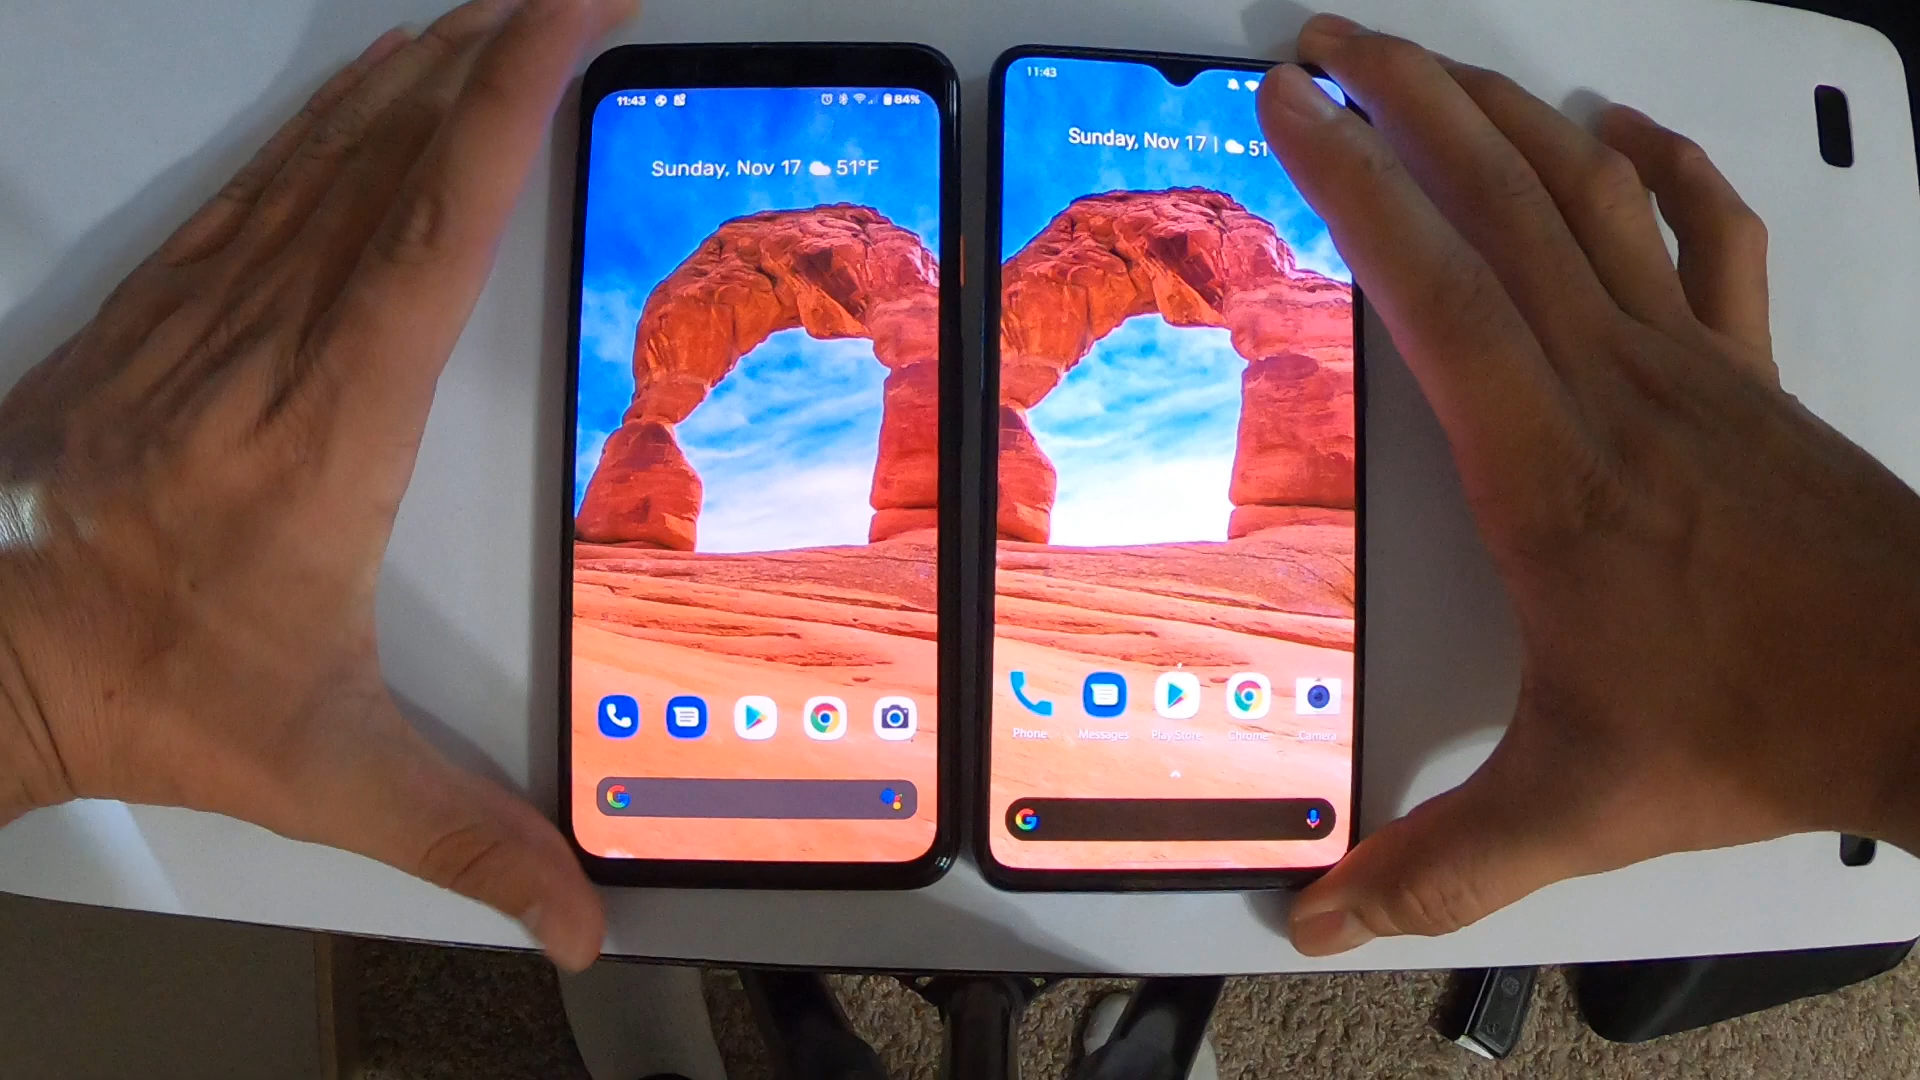 11:43
84%
Sunday, Nov 17 51°F
G
11:43
Sunday, Nov 17 | 51
Phone
Messages
Play Store
Chrome
Camera
G